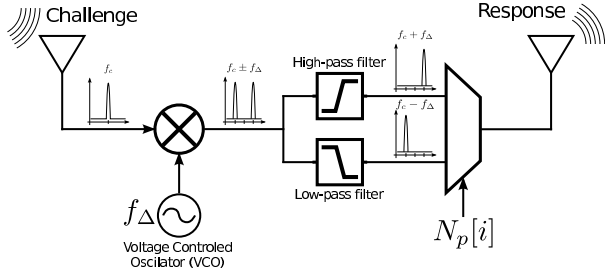 Challenge
Response
f_c
f_c ± f_Δ
High-pass filter
f_c + f_Δ
f_c − f_Δ
Low-pass filter
f_Δ
Voltage Controled
Oscilator (VCO)
N_p[i]